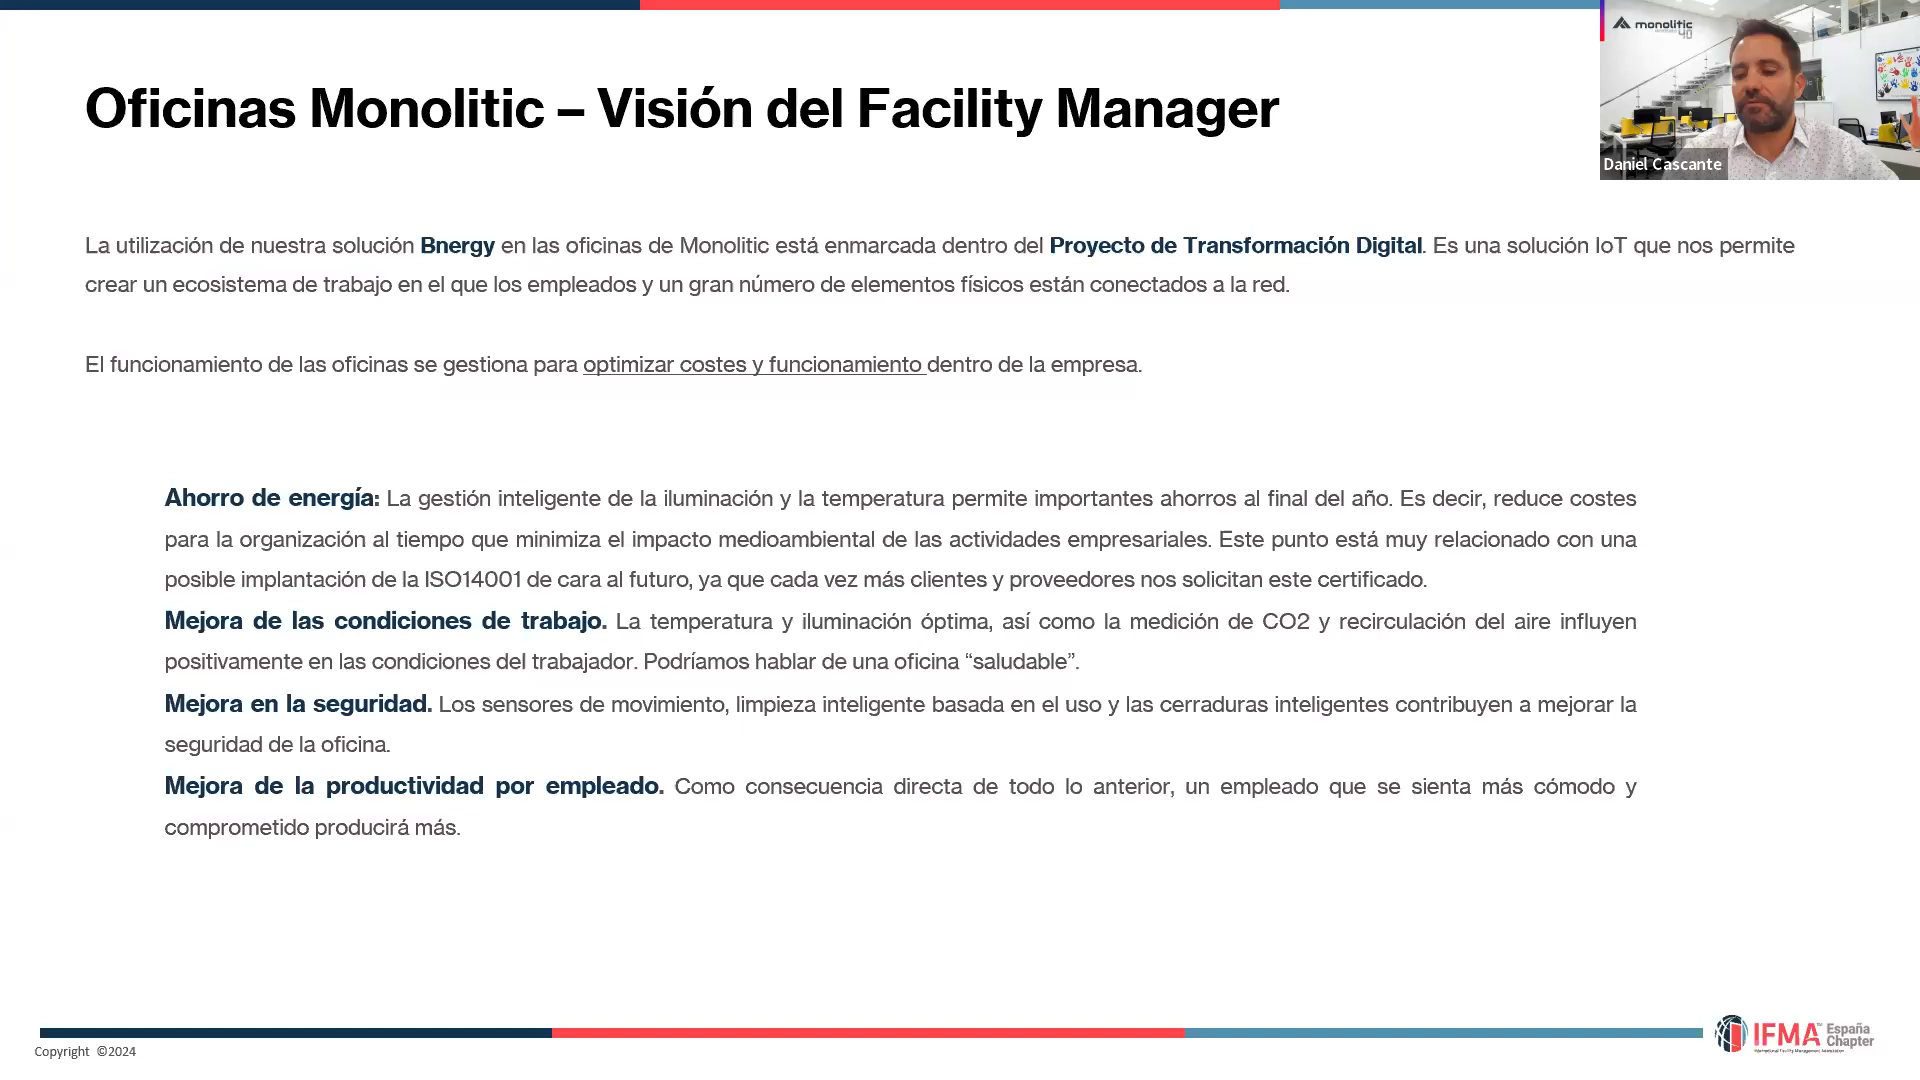 monolitic
4.0
Oficinas Monolitic – Visión del Facility Manager
Daniel Cascante
La utilización de nuestra solución Bnergy en las oficinas de Monolitic está enmarcada dentro del Proyecto de Transformación Digital. Es una solución IoT que nos permite
crear un ecosistema de trabajo en el que los empleados y un gran número de elementos físicos están conectados a la red.
El funcionamiento de las oficinas se gestiona para optimizar costes y funcionamiento dentro de la empresa.
Ahorro de energía: La gestión inteligente de la iluminación y la temperatura permite importantes ahorros al final del año. Es decir, reduce costes
para la organización al tiempo que minimiza el impacto medioambiental de las actividades empresariales. Este punto está muy relacionado con una
posible implantación de la ISO14001 de cara al futuro, ya que cada vez más clientes y proveedores nos solicitan este certificado.
Mejora de las condiciones de trabajo. La temperatura y iluminación óptima, así como la medición de CO2 y recirculación del aire influyen
positivamente en las condiciones del trabajador. Podríamos hablar de una oficina “saludable”.
Mejora en la seguridad. Los sensores de movimiento, limpieza inteligente basada en el uso y las cerraduras inteligentes contribuyen a mejorar la
seguridad de la oficina.
Mejora de la productividad por empleado. Como consecuencia directa de todo lo anterior, un empleado que se sienta más cómodo y
comprometido producirá más.
Copyright ©2024
IFMA™ España
Chapter
International Facility Management Association